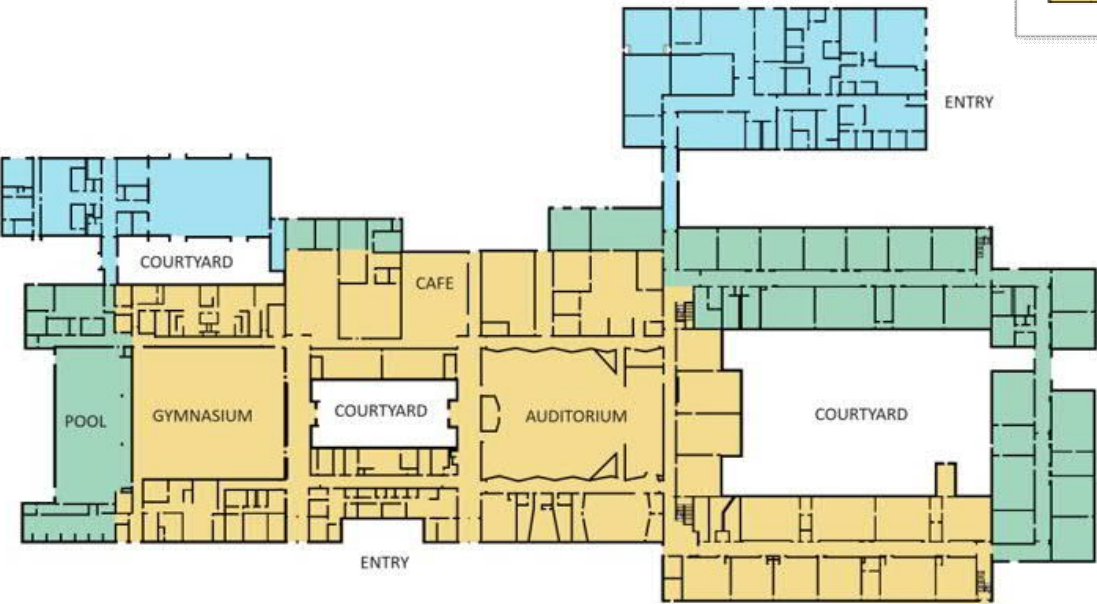 ENTRY
COURTYARD
CAFE
POOL
GYMNASIUM
COURTYARD
AUDITORIUM
COURTYARD
ENTRY